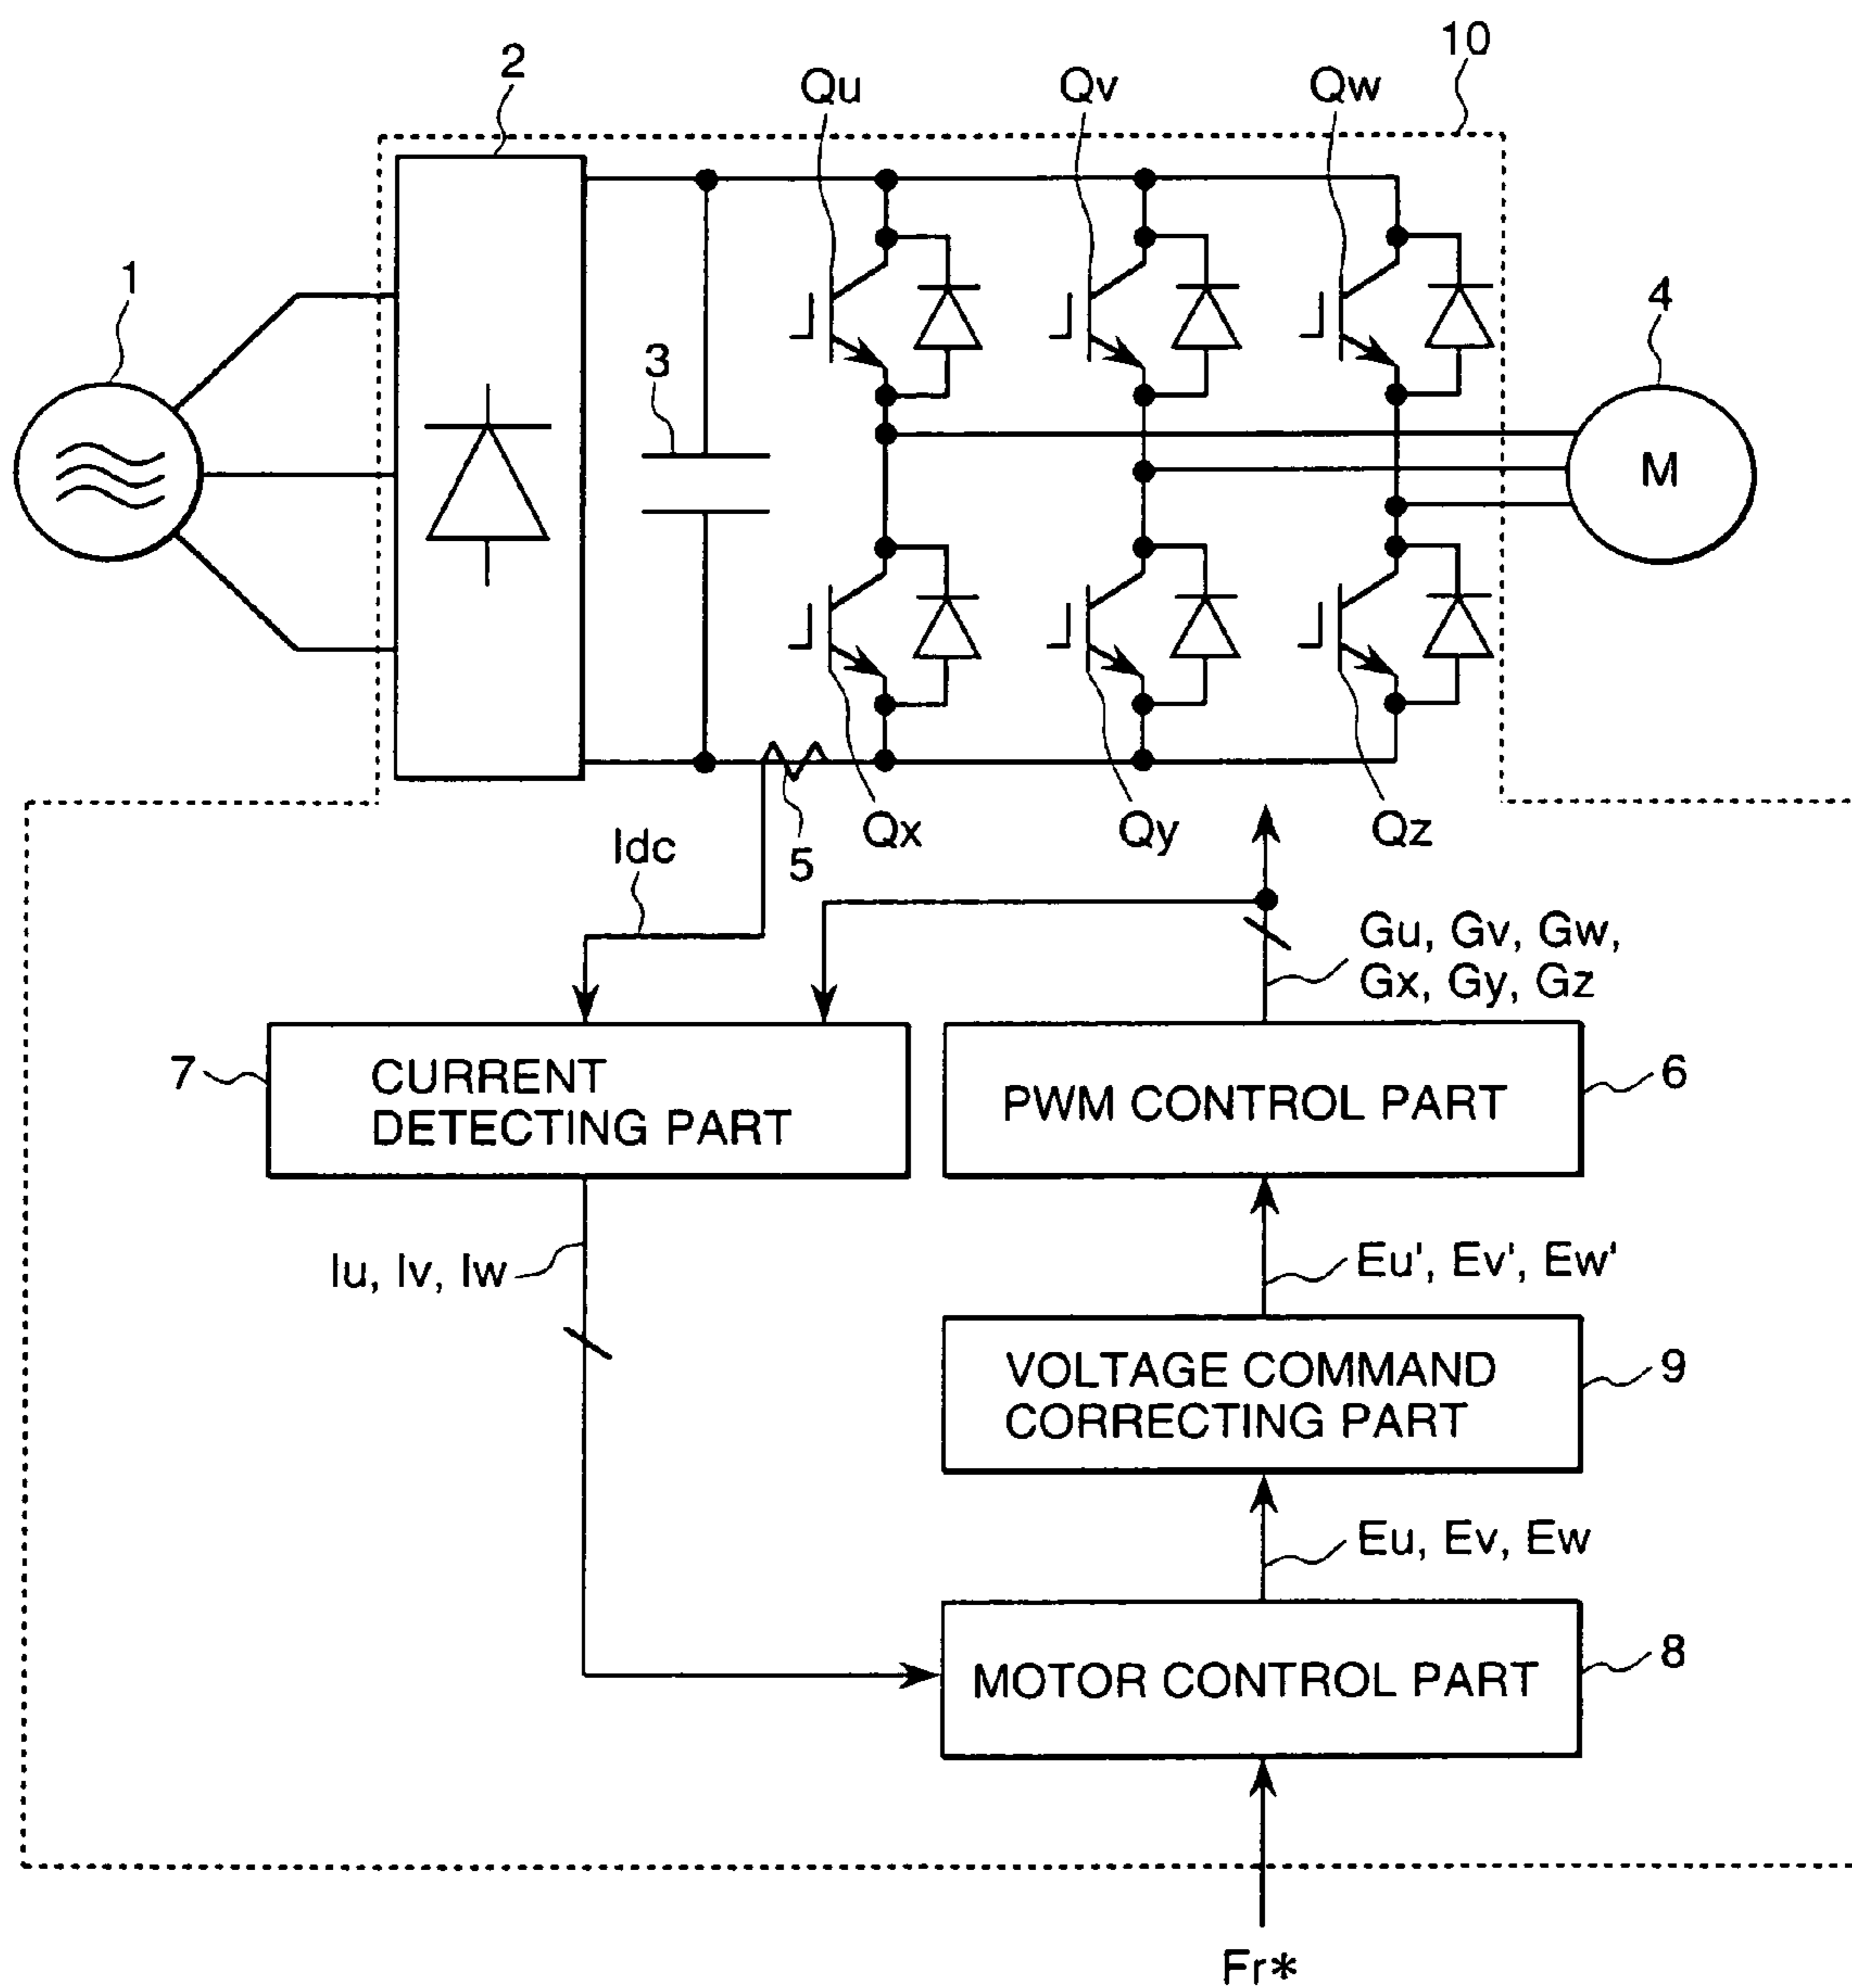 10
2
Qu
Qv
Qw
1
4
3
M
Qx
Qy
Qz
5
Idc
Gu, Gv, Gw,
Gx, Gy, Gz
7
CURRENT
DETECTING PART
PWM CONTROL PART
6
Iu, Iv, Iw
Eu', Ev', Ew'
VOLTAGE COMMAND
CORRECTING PART
9
Eu, Ev, Ew
MOTOR CONTROL PART
8
Fr*